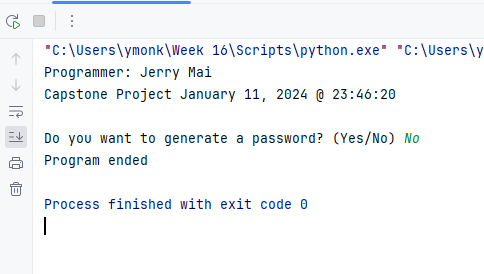 "C:\Users\ymonk\Week 16\Scripts\python.exe" "C:\Users\y
Programmer: Jerry Mai
Capstone Project January 11, 2024 @ 23:46:20
Do you want to generate a password? (Yes/No) No
Program ended
Process finished with exit code 0